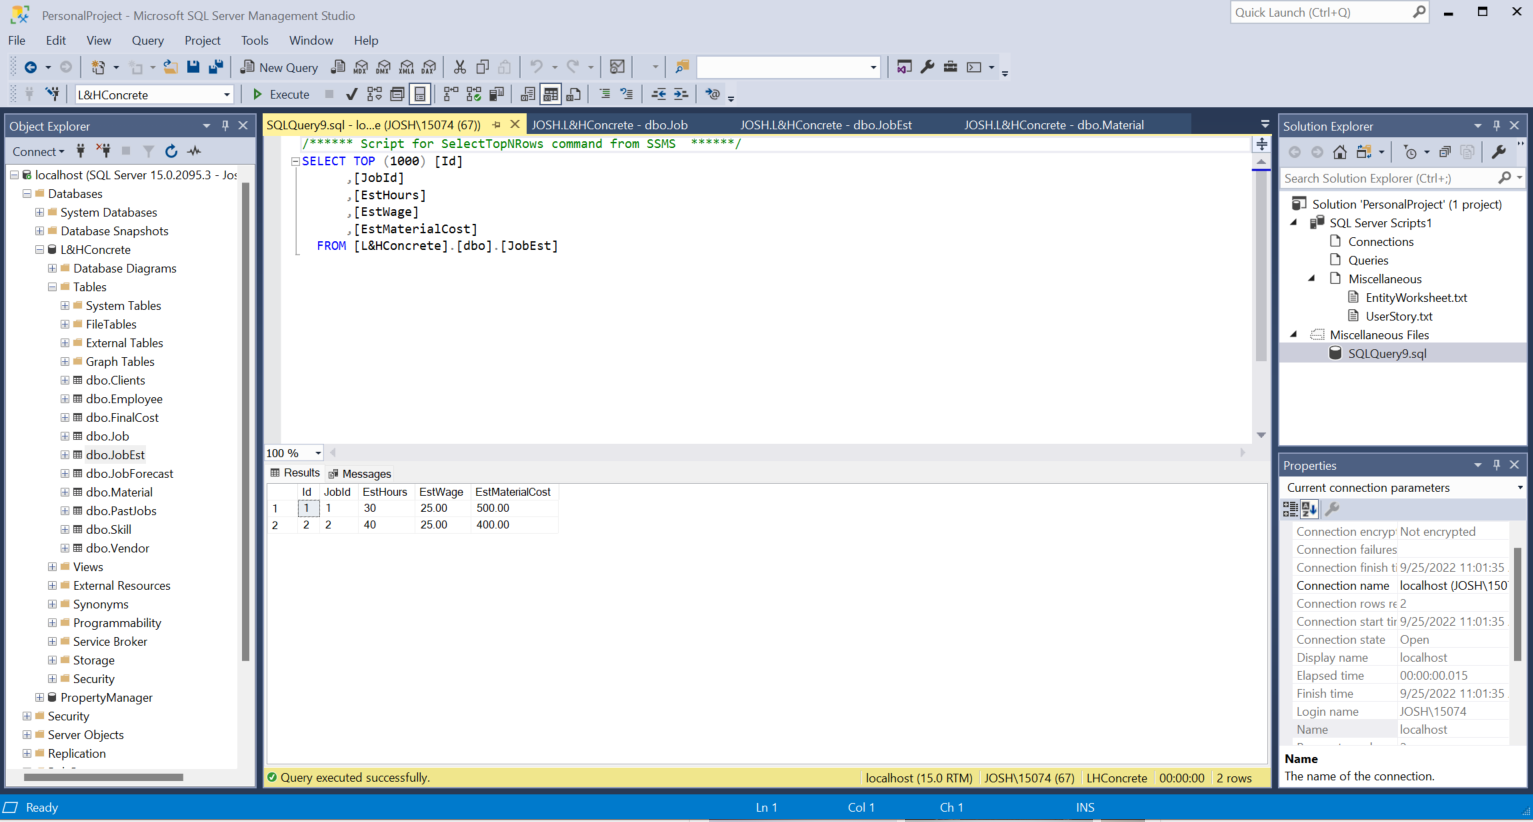 PersonalProject - Microsoft SQL Server Management Studio
Quick Launch (Ctrl+Q)
File Edit View Query Project Tools Window Help
New Query MDX DMX XMLA DAX
L&HConcrete Execute
Object Explorer
Connect
localhost (SQL Server 15.0.2095.3 - Jos
Databases
System Databases
Database Snapshots
L&HConcrete
Database Diagrams
Tables
System Tables
FileTables
External Tables
Graph Tables
dbo.Clients
dbo.Employee
dbo.FinalCost
dbo.Job
dbo.JobEst
dbo.JobForecast
dbo.Material
dbo.PastJobs
dbo.Skill
dbo.Vendor
Views
External Resources
Synonyms
Programmability
Service Broker
Storage
Security
PropertyManager
Security
Server Objects
Replication
SQLQuery9.sql - lo...e (JOSH\15074 (67)) JOSH.L&HConcrete - dbo.Job JOSH.L&HConcrete - dbo.JobEst JOSH.L&HConcrete - dbo.Material
/****** Script for SelectTopNRows command from SSMS ******/
SELECT TOP (1000) [Id]
,[JobId]
,[EstHours]
,[EstWage]
,[EstMaterialCost]
FROM [L&HConcrete].[dbo].[JobEst]
100 %
Results Messages
Id JobId EstHours EstWage EstMaterialCost
1 1 1 30 25.00 500.00
2 2 2 40 25.00 400.00
Query executed successfully. localhost (15.0 RTM) JOSH\15074 (67) LHConcrete 00:00:00 2 rows
Solution Explorer
Search Solution Explorer (Ctrl+;)
Solution 'PersonalProject' (1 project)
SQL Server Scripts1
Connections
Queries
Miscellaneous
EntityWorksheet.txt
UserStory.txt
Miscellaneous Files
SQLQuery9.sql
Properties
Current connection parameters
Connection encryp Not encrypted
Connection failures
Connection finish ti 9/25/2022 11:01:35
Connection name localhost (JOSH\150
Connection rows re 2
Connection start tir 9/25/2022 11:01:35
Connection state Open
Display name localhost
Elapsed time 00:00:00.015
Finish time 9/25/2022 11:01:35
Login name JOSH\15074
Name localhost
Name
The name of the connection.
Ready Ln 1 Col 1 Ch 1 INS